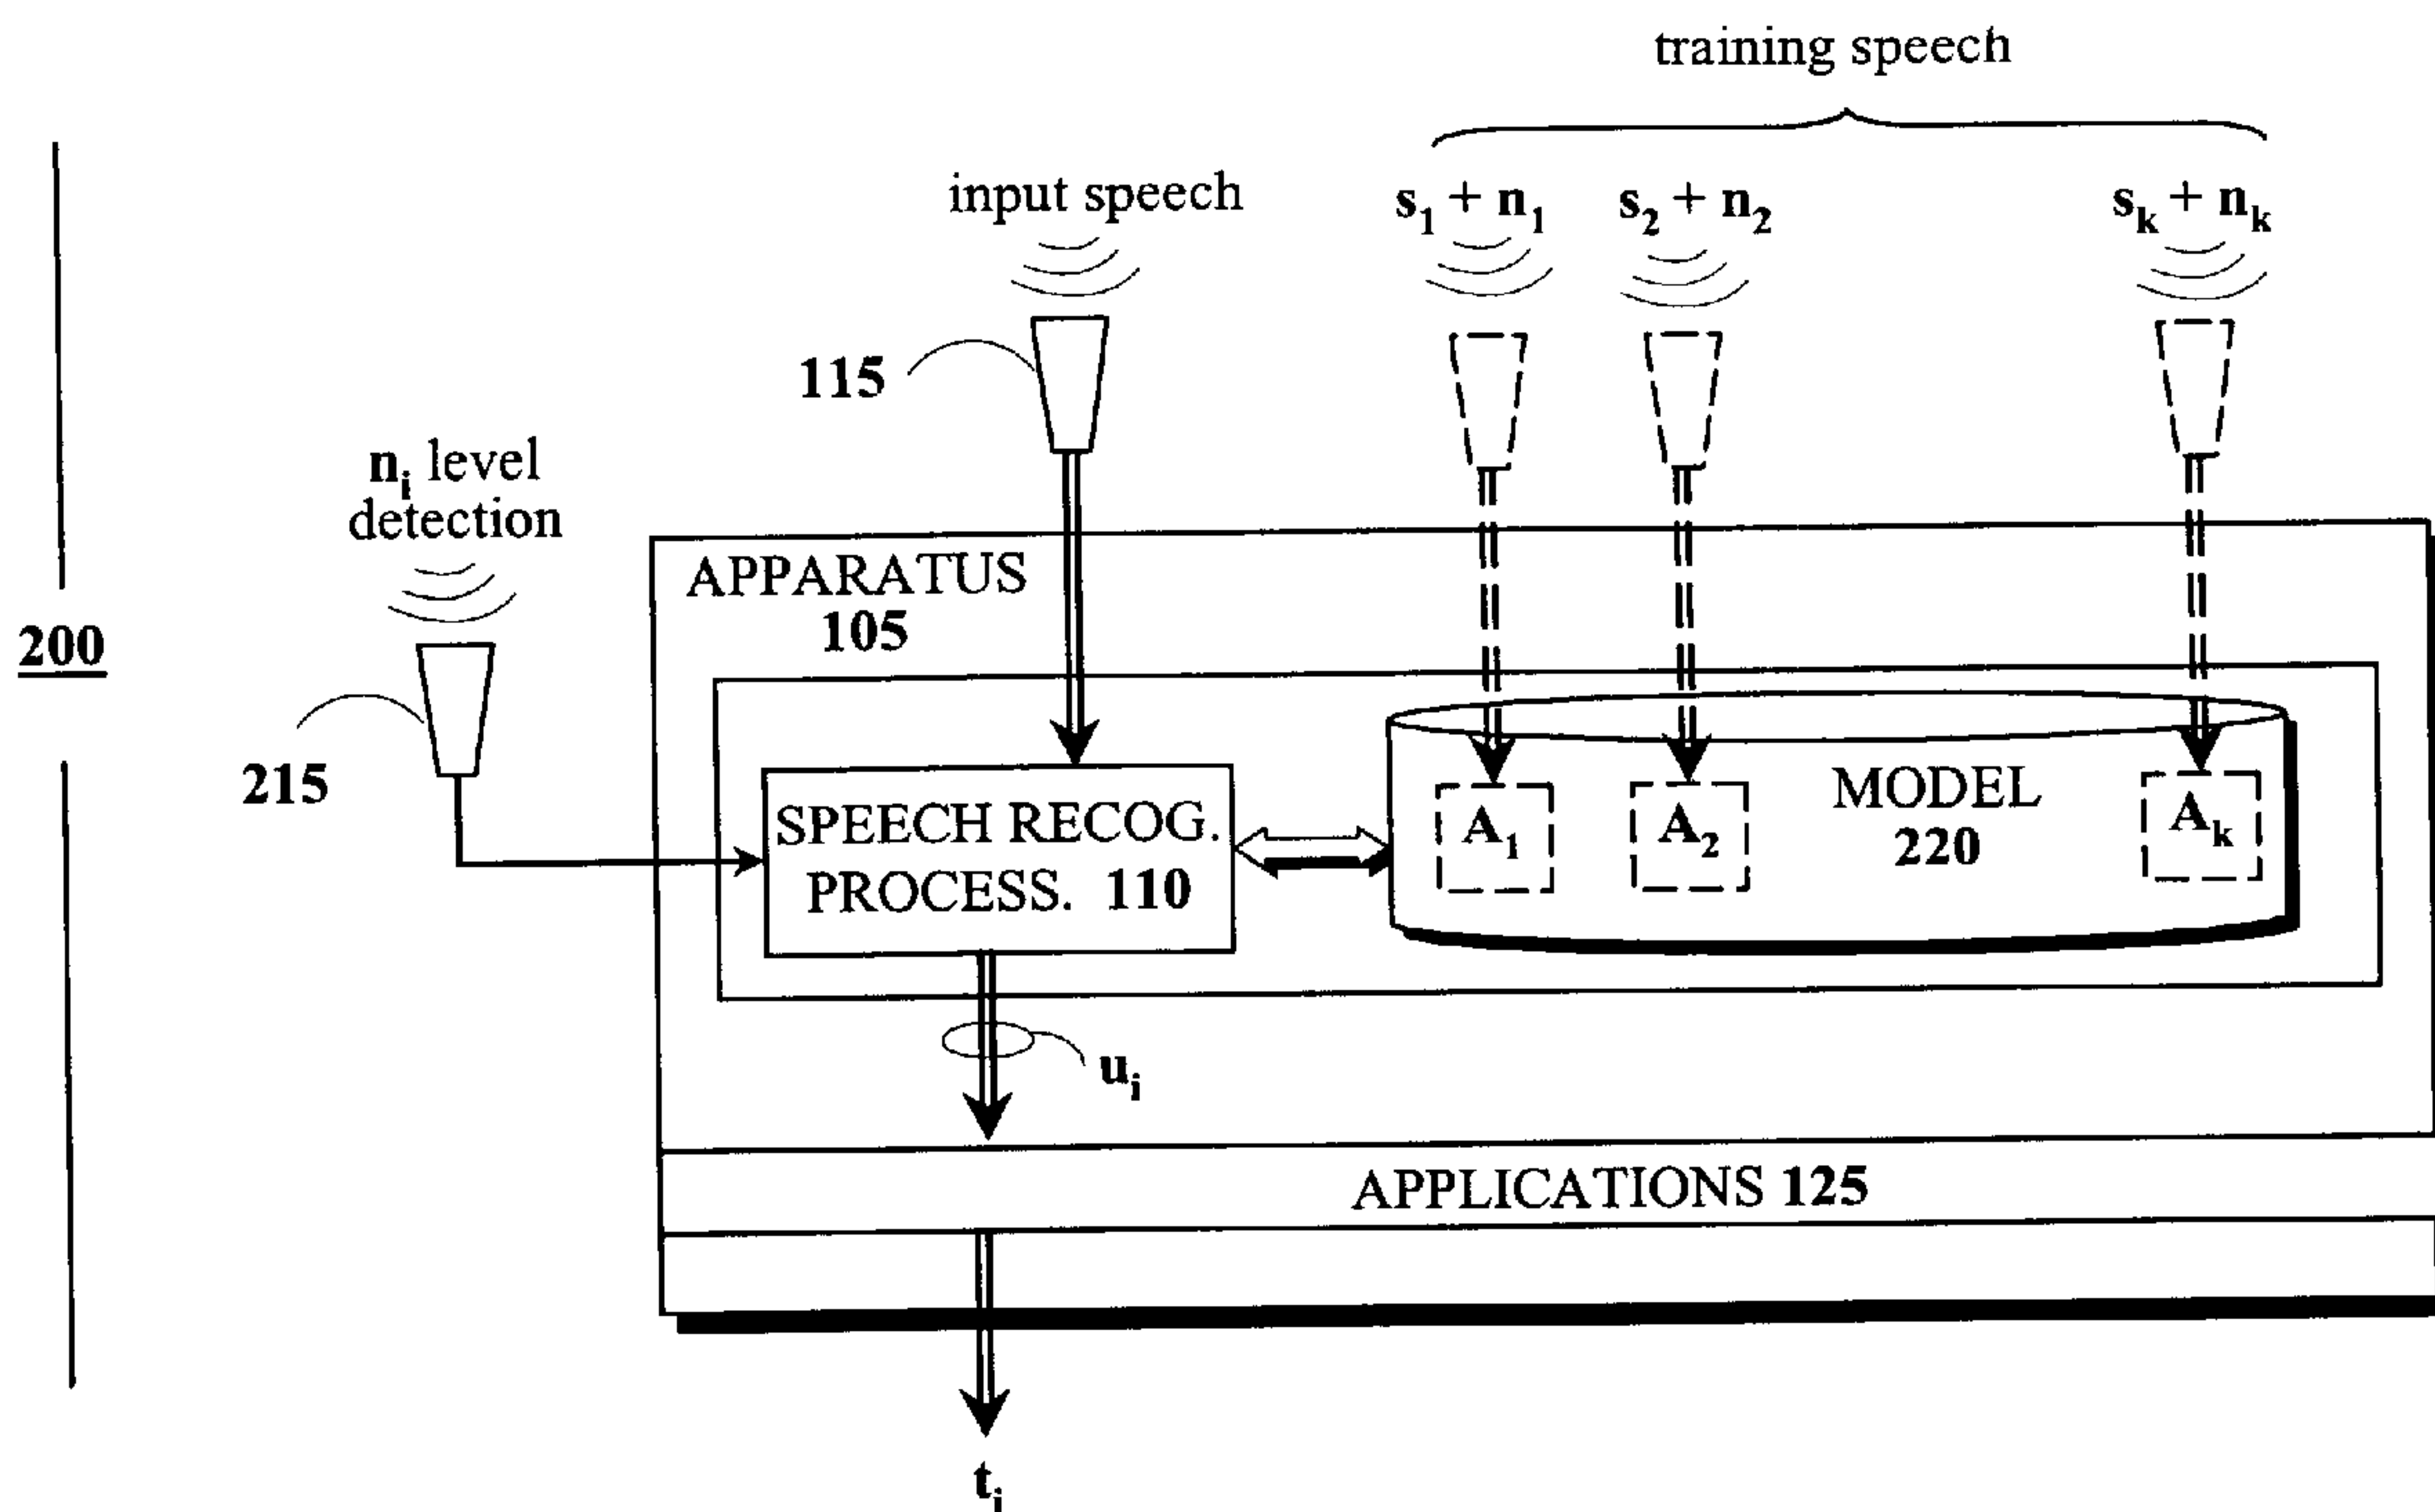 training speech
input speech
s₁ + n₁
s₂ + n₂
sₖ + nₖ
115
nᵢ level
detection
APPARATUS
105
200
215
SPEECH RECOG.
PROCESS. 110
A₁
A₂
MODEL
220
Aₖ
uᵢ
APPLICATIONS 125
tᵢ